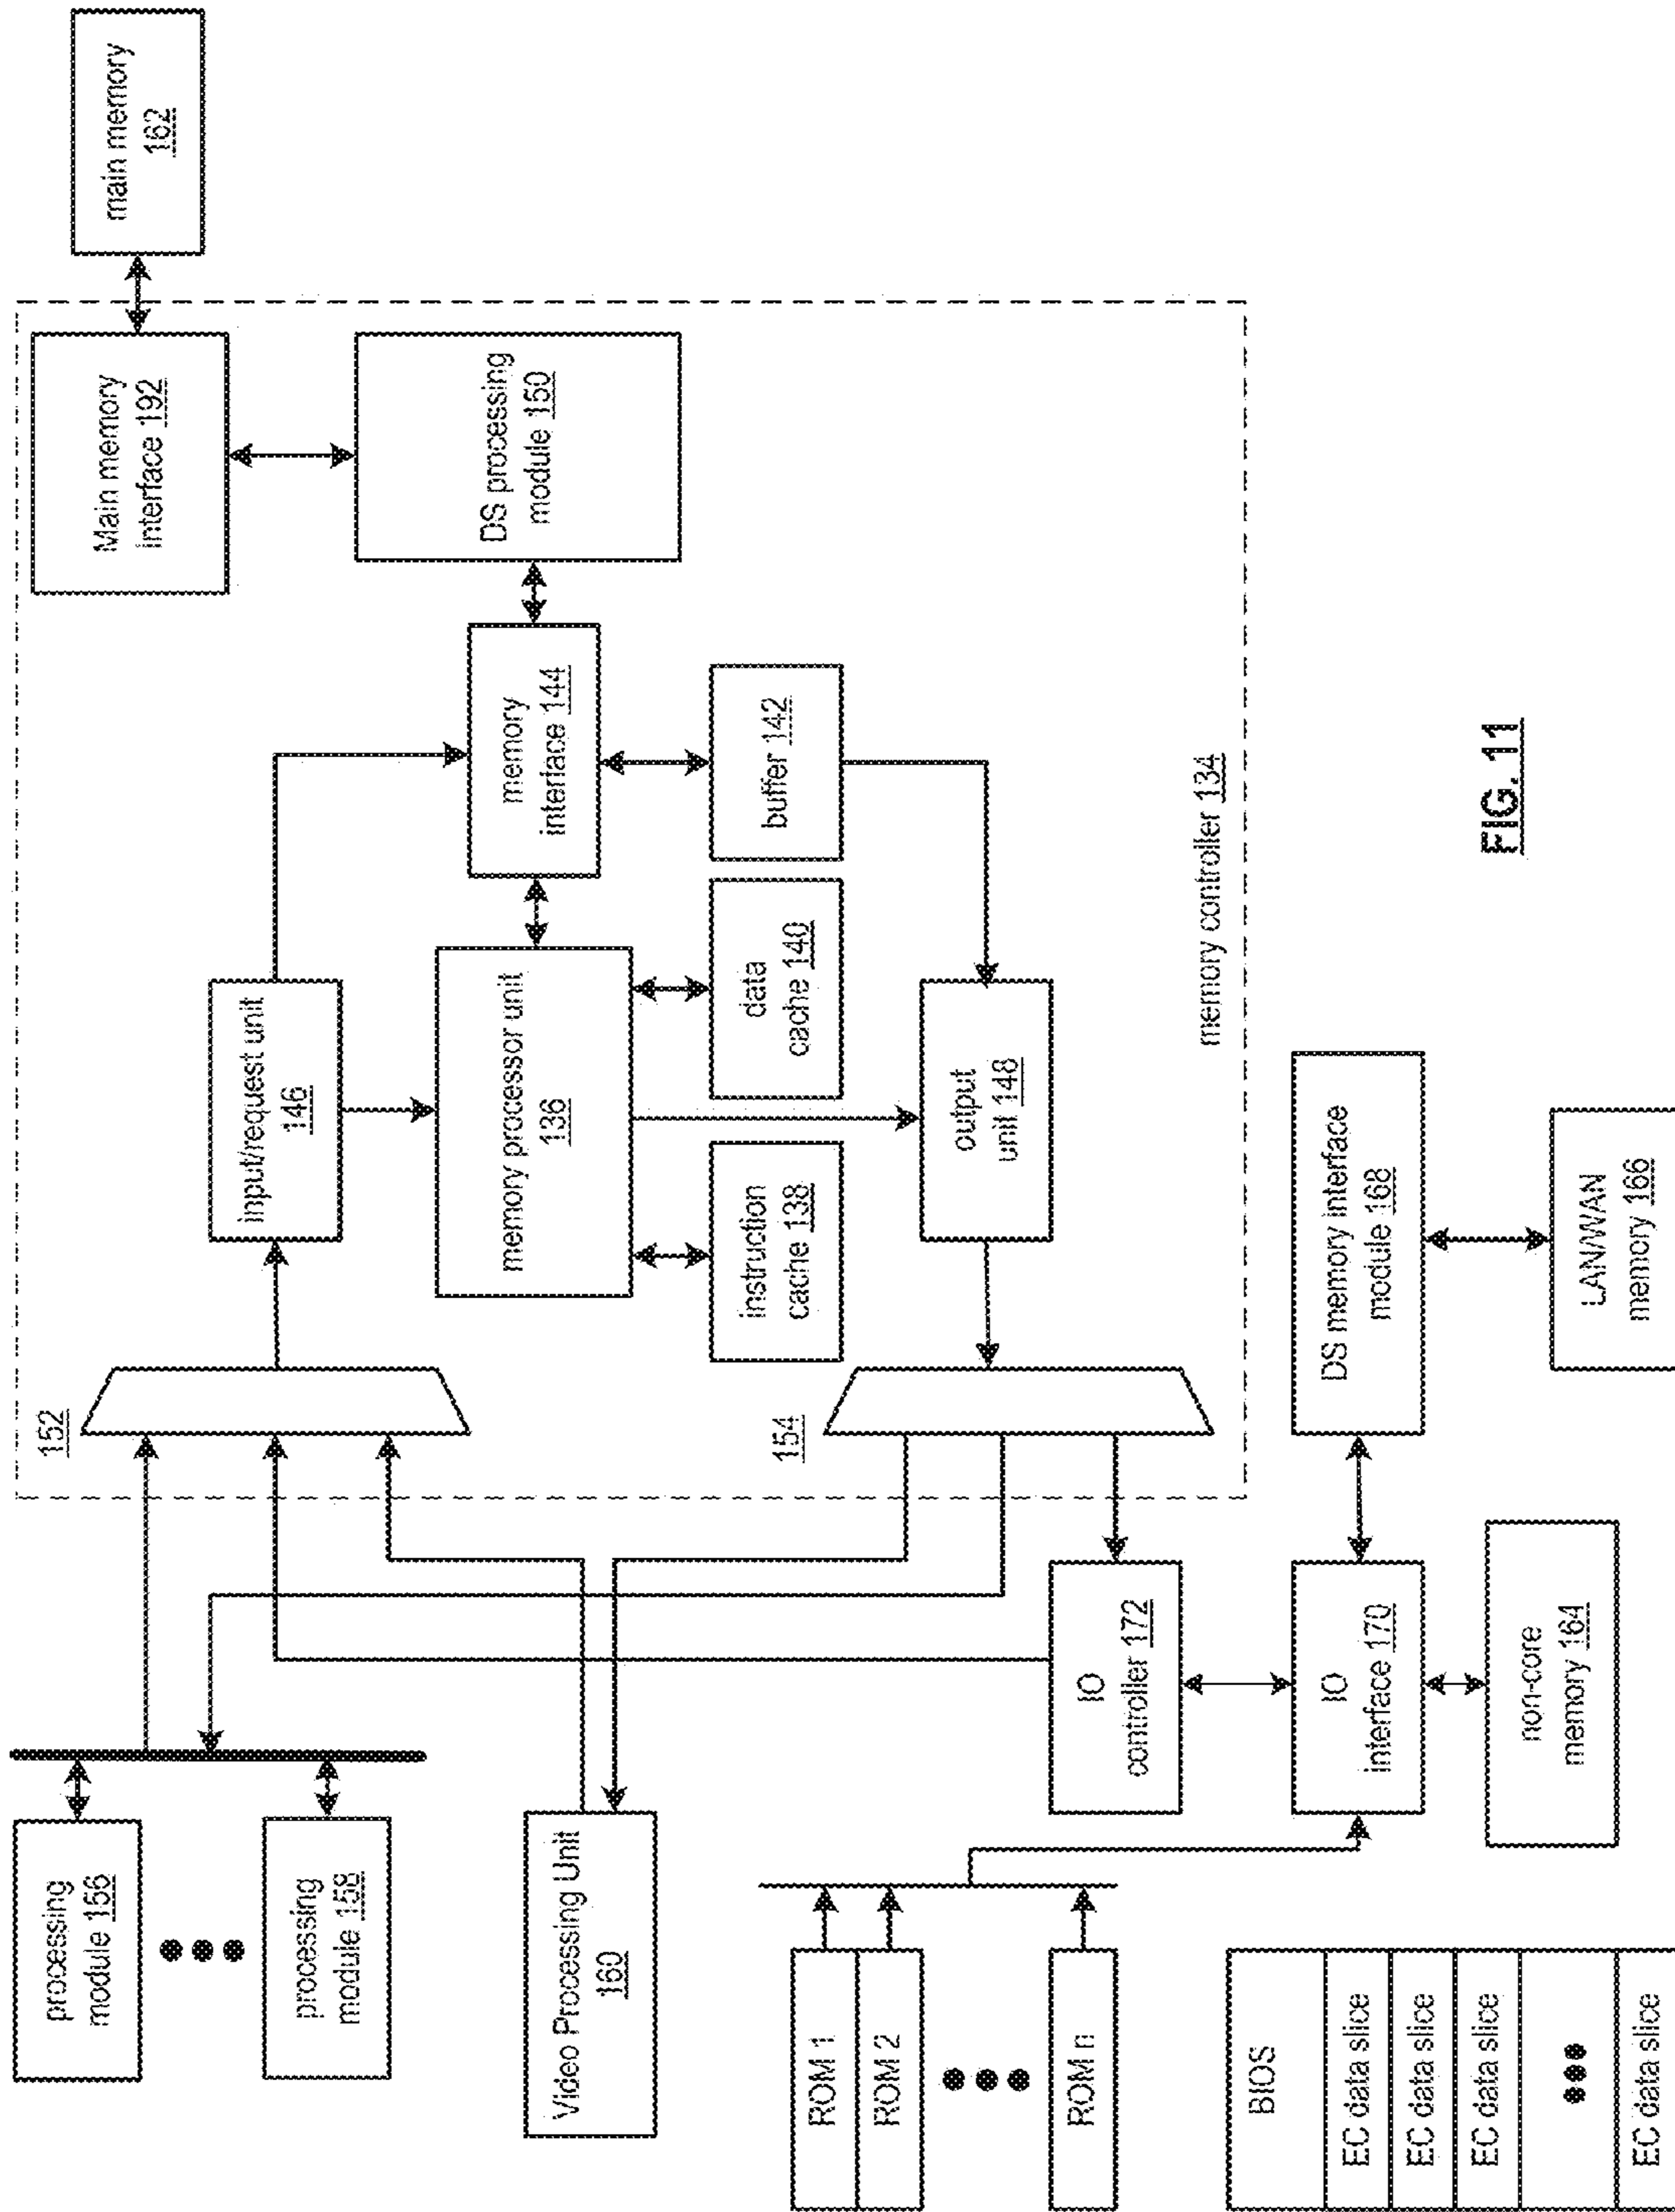 processing
module 156
processing
module 158
Video Processing Unit
160
ROM 1
ROM 2
ROM n
BIOS
EC data slice
EC data slice
EC data slice
EC data slice
152
154
input/request unit
146
memory processor unit
136
instruction
cache 138
data
cache 140
memory
interface 144
buffer 142
output
unit 148
Main memory
interface 192
DS processing
module 150
main memory
162
memory controller 134
IO
controller 172
IO
interface 170
non-core
memory 164
DS memory interface
module 168
LAN/WAN
memory 166
FIG. 11